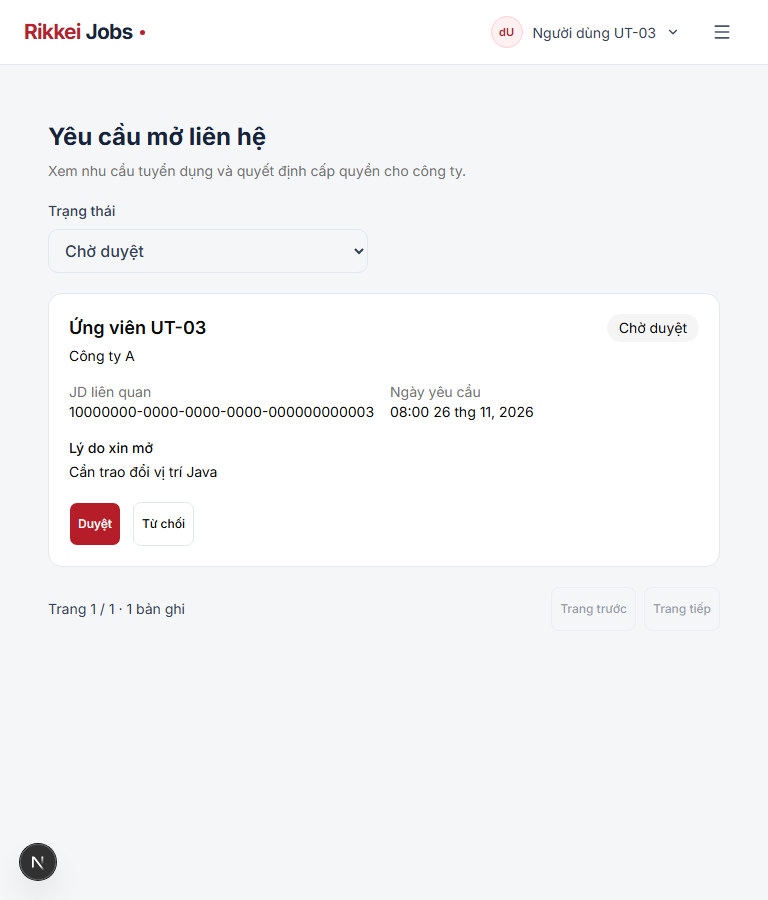 Rikkei Jobs
dU
Người dùng UT-03
Yêu cầu mở liên hệ
Xem nhu cầu tuyển dụng và quyết định cấp quyền cho công ty.
Trạng thái
Chờ duyệt
Ứng viên UT-03
Chờ duyệt
Công ty A
JD liên quan
Ngày yêu cầu
10000000-0000-0000-0000-000000000003
08:00 26 thg 11, 2026
Lý do xin mở
Cần trao đổi vị trí Java
Duyệt
Từ chối
Trang 1 / 1 · 1 bản ghi
Trang trước
Trang tiếp
N